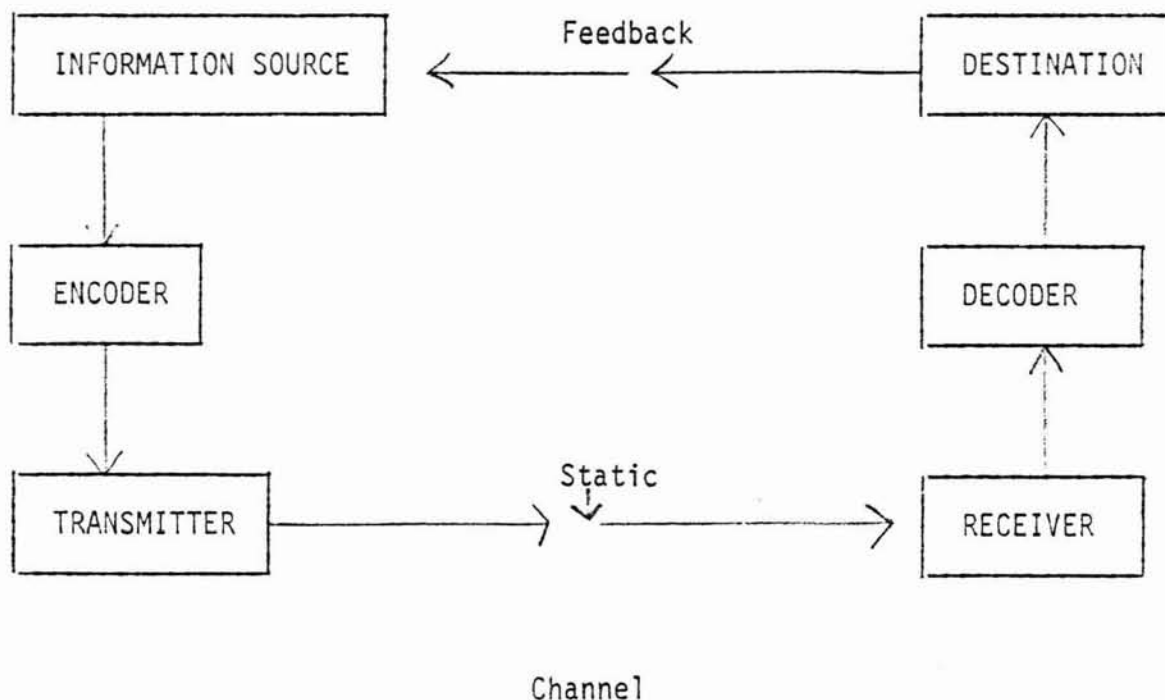 Feedback
INFORMATION SOURCE
DESTINATION
ENCODER
DECODER
Static
TRANSMITTER
RECEIVER
Channel